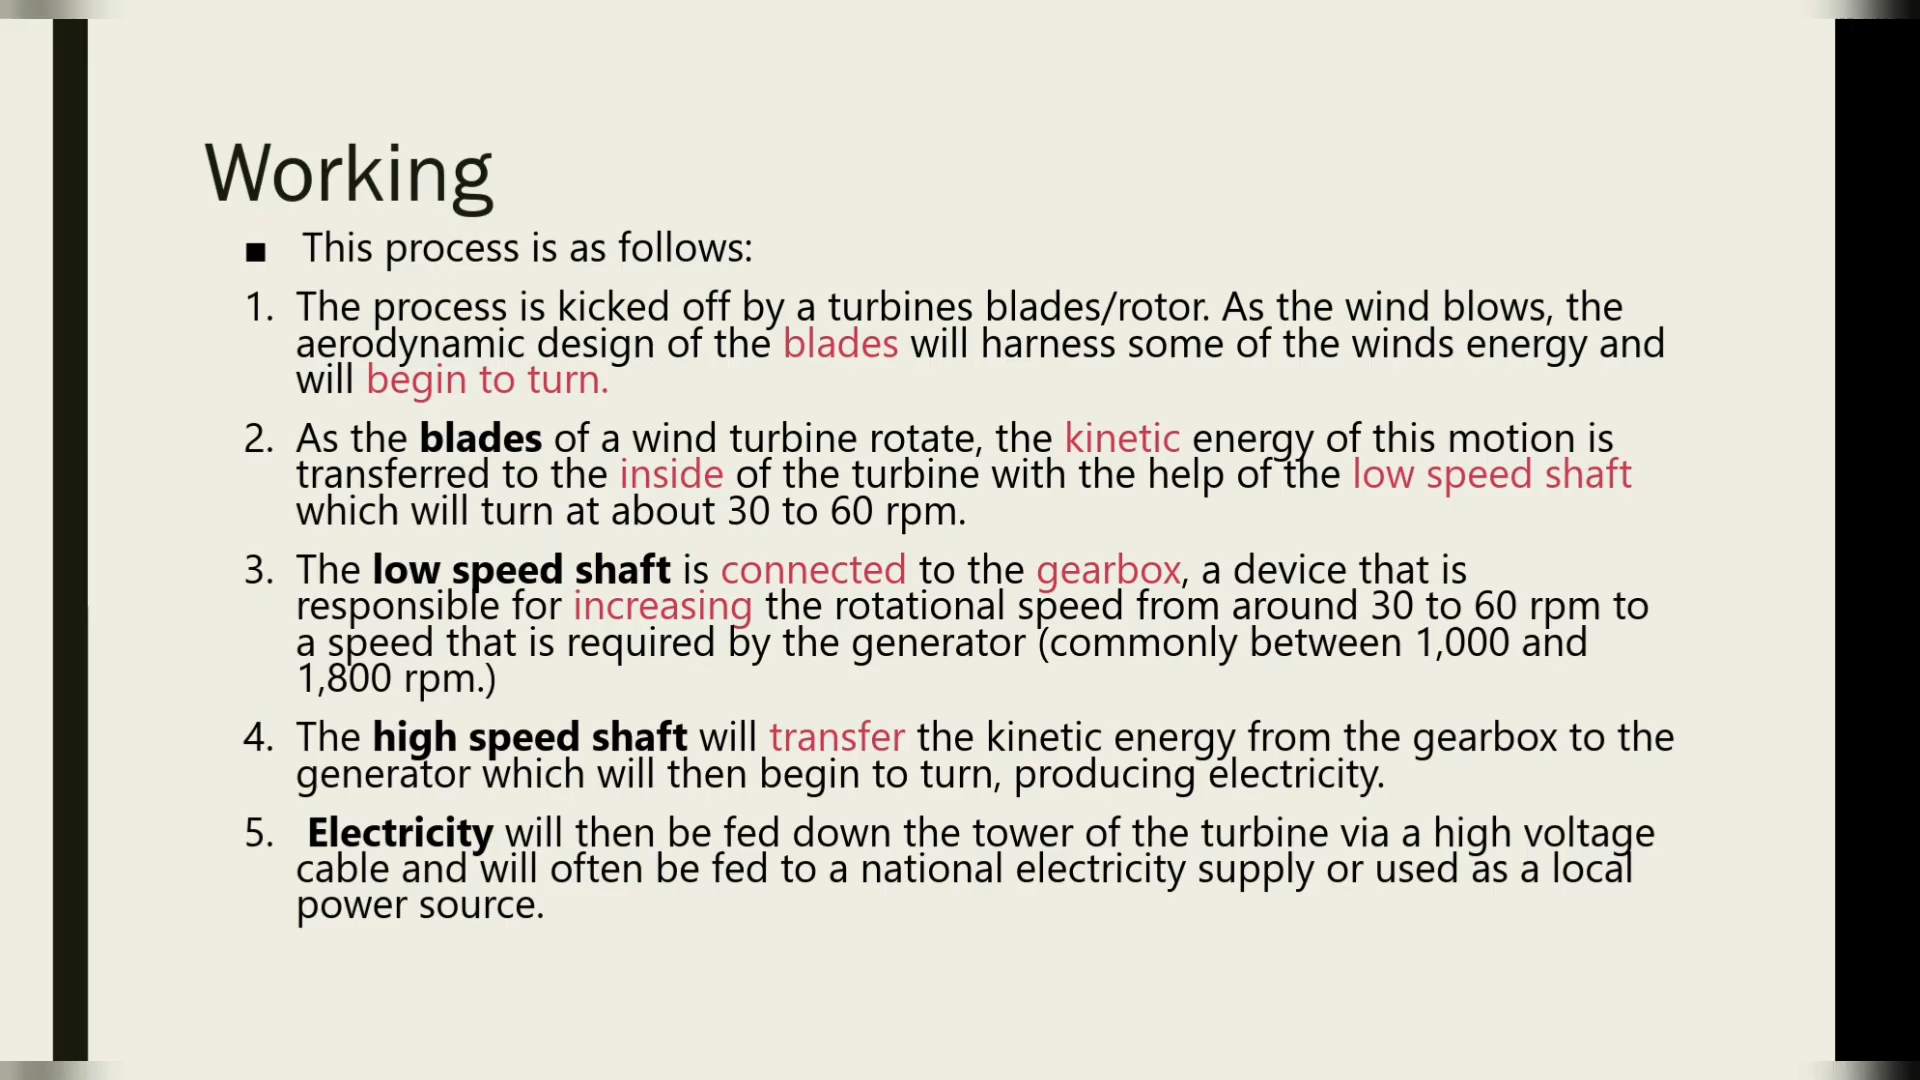 Working
■ This process is as follows:
1. The process is kicked off by a turbines blades/rotor. As the wind blows, the
aerodynamic design of the blades will harness some of the winds energy and
will begin to turn.
2. As the blades of a wind turbine rotate, the kinetic energy of this motion is
transferred to the inside of the turbine with the help of the low speed shaft
which will turn at about 30 to 60 rpm.
3. The low speed shaft is connected to the gearbox, a device that is
responsible for increasing the rotational speed from around 30 to 60 rpm to
a speed that is required by the generator (commonly between 1,000 and
1,800 rpm.)
4. The high speed shaft will transfer the kinetic energy from the gearbox to the
generator which will then begin to turn, producing electricity.
5. Electricity will then be fed down the tower of the turbine via a high voltage
cable and will often be fed to a national electricity supply or used as a local
power source.